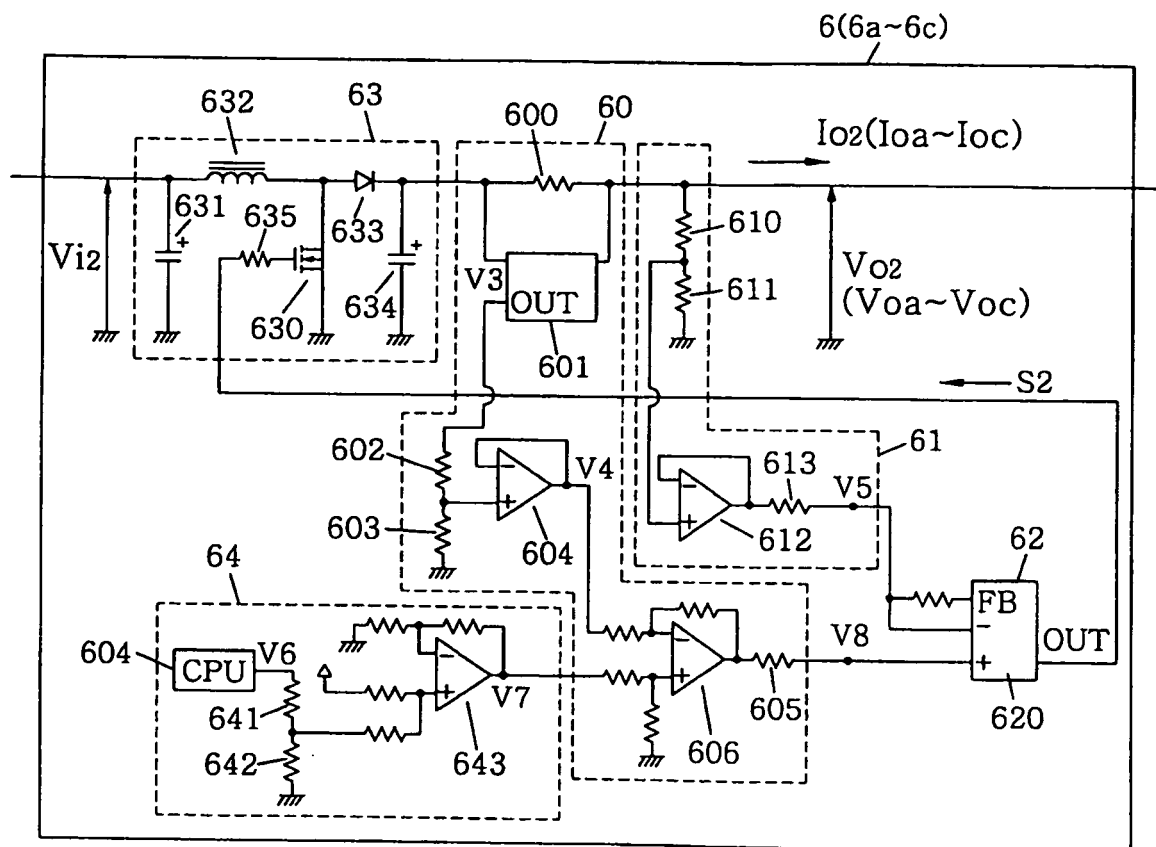 6(6a~6c)
632
63
600
60
Io2(Ioa~Ioc)
631
635
633
610
Vi2
V3
611
Vo2
(Voa~Voc)
630
634
OUT
601
S2
602
V4
613
V5
61
603
604
612
62
64
FB
-
604
CPU
V6
V8
OUT
+
641
V7
605
620
642
643
606